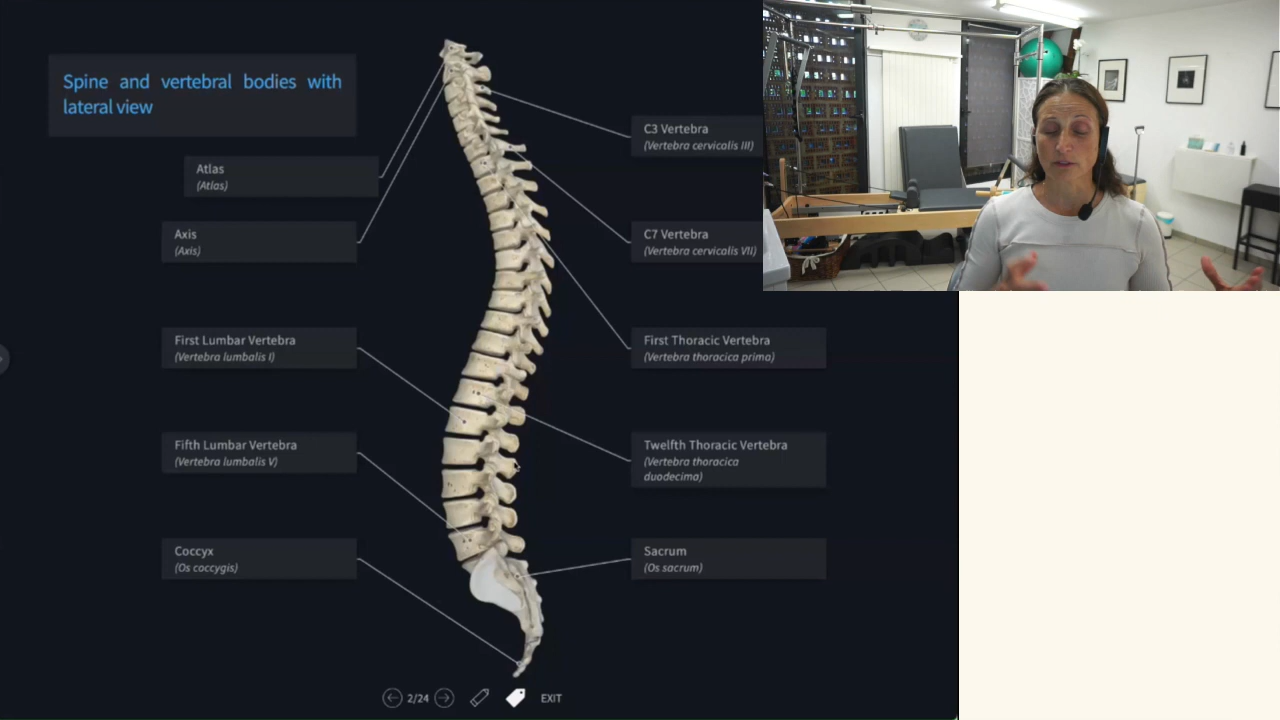 Spine and vertebral bodies with
lateral view
Atlas
(Atlas)
Axis
(Axis)
First Lumbar Vertebra
(Vertebra lumbalis I)
Fifth Lumbar Vertebra
(Vertebra lumbalis V)
Coccyx
(Os coccygis)
C3 Vertebra
(Vertebra cervicalis III)
C7 Vertebra
(Vertebra cervicalis VII)
First Thoracic Vertebra
(Vertebra thoracica prima)
Twelfth Thoracic Vertebra
(Vertebra thoracica
duodecima)
Sacrum
(Os sacrum)
2/24
EXIT